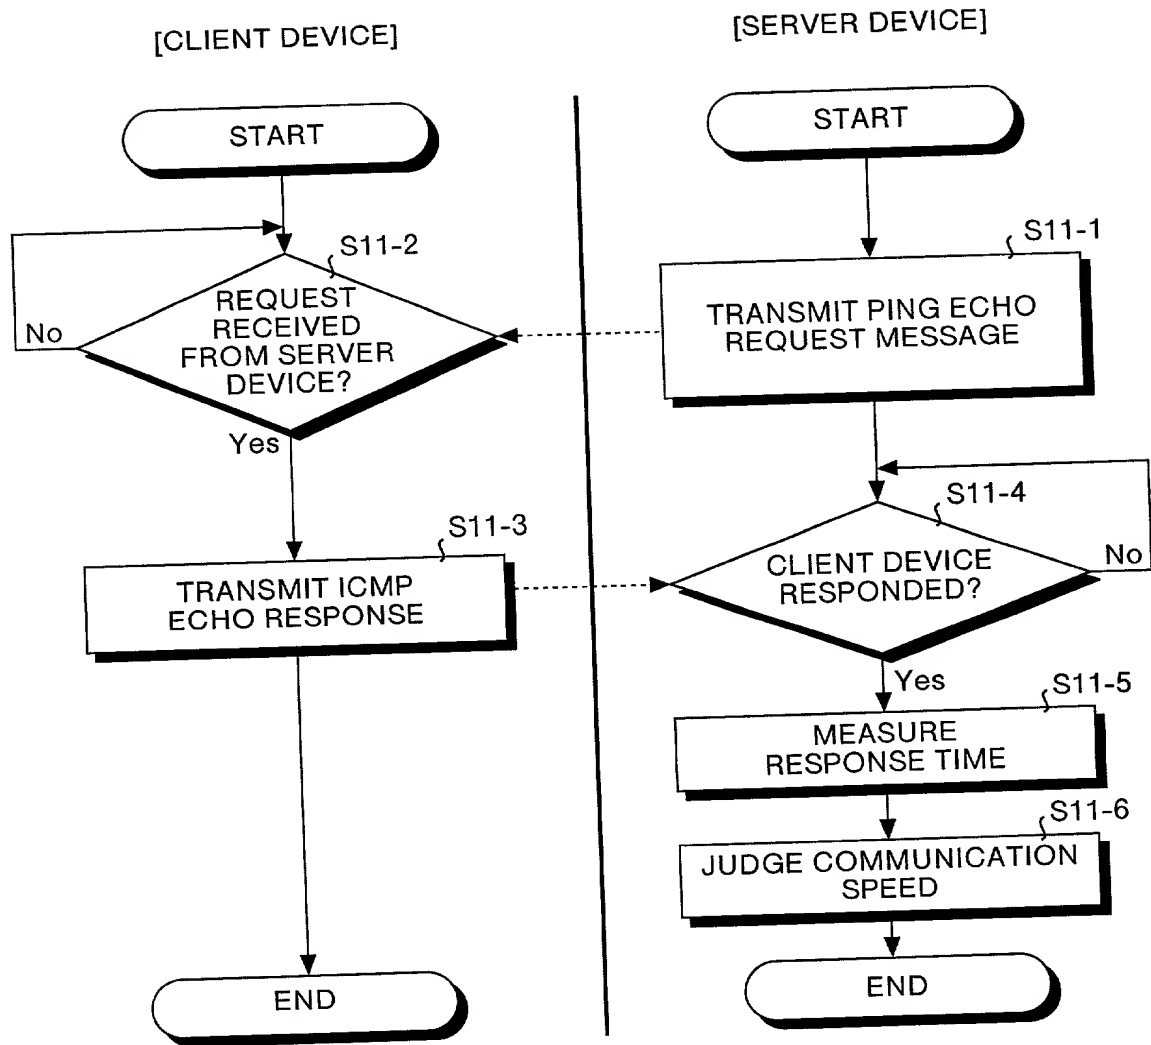 [CLIENT DEVICE]
START
S11-2
REQUEST
RECEIVED
FROM SERVER
DEVICE?
No
Yes
S11-3
TRANSMIT ICMP
ECHO RESPONSE
END
[SERVER DEVICE]
START
S11-1
TRANSMIT PING ECHO
REQUEST MESSAGE
S11-4
CLIENT DEVICE
RESPONDED?
No
Yes
S11-5
MEASURE
RESPONSE TIME
S11-6
JUDGE COMMUNICATION
SPEED
END